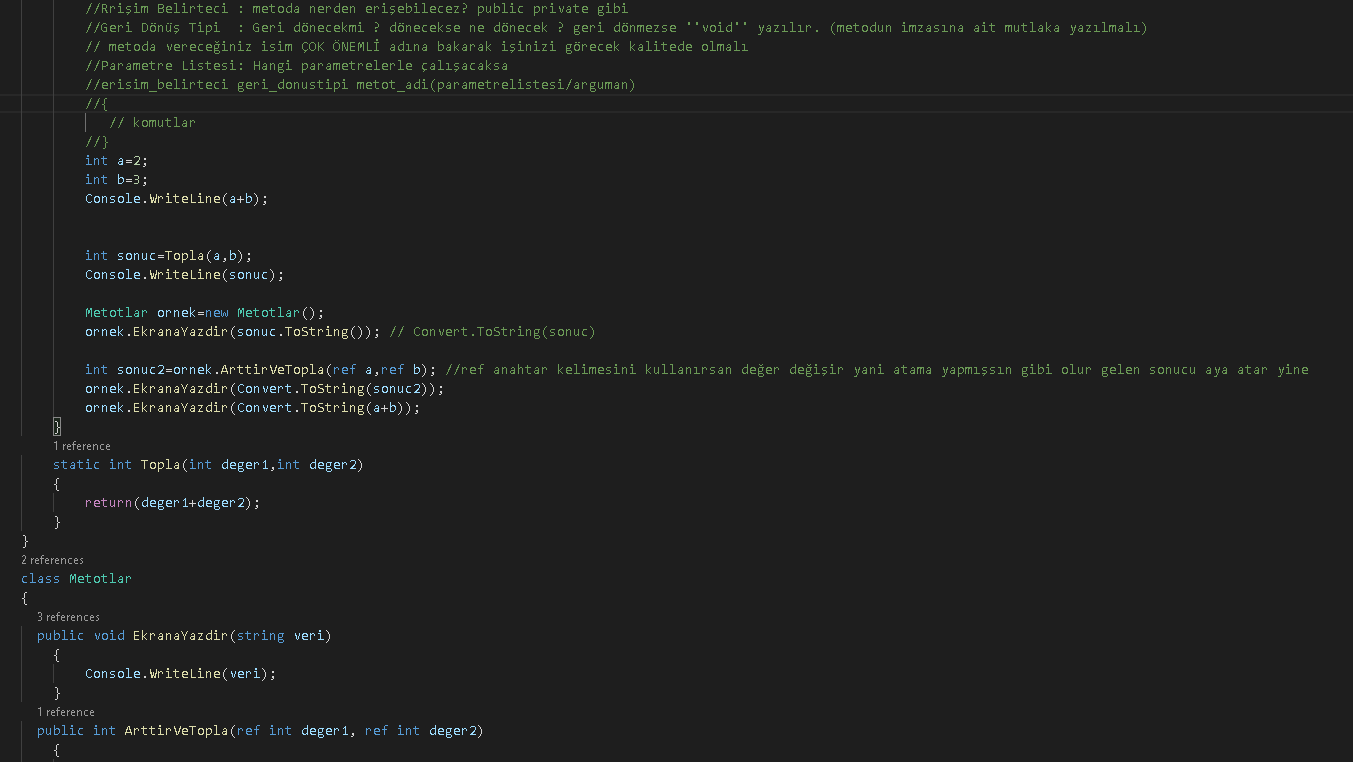 //Rrişim Belirteci : metoda nerden erişebilecez? public private gibi
//Geri Dönüş Tipi  : Geri dönecekmi ? dönecekse ne dönecek ? geri dönmezse ''void'' yazılır. (metodun imzasına ait mutlaka yazılmalı)
// metoda vereceğiniz isim ÇOK ÖNEMLİ adına bakarak işinizi görecek kalitede olmalı
//Parametre Listesi: Hangi parametrelerle çalışacaksa
//erisim_belirteci geri_donustipi metot_adi(parametrelistesi/arguman)
//{
// komutlar
//}
int a=2;
int b=3;
Console.WriteLine(a+b);
int sonuc=Topla(a,b);
Console.WriteLine(sonuc);
Metotlar ornek=new Metotlar();
ornek.EkranaYazdir(sonuc.ToString()); // Convert.ToString(sonuc)
int sonuc2=ornek.ArttirVeTopla(ref a,ref b); //ref anahtar kelimesini kullanırsan değer değişir yani atama yapmışsın gibi olur gelen sonucu aya atar yine
ornek.EkranaYazdir(Convert.ToString(sonuc2));
ornek.EkranaYazdir(Convert.ToString(a+b));
}
1 reference
static int Topla(int deger1,int deger2)
{
return(deger1+deger2);
}
}
2 references
class Metotlar
{
3 references
public void EkranaYazdir(string veri)
{
Console.WriteLine(veri);
}
1 reference
public int ArttirVeTopla(ref int deger1, ref int deger2)
{